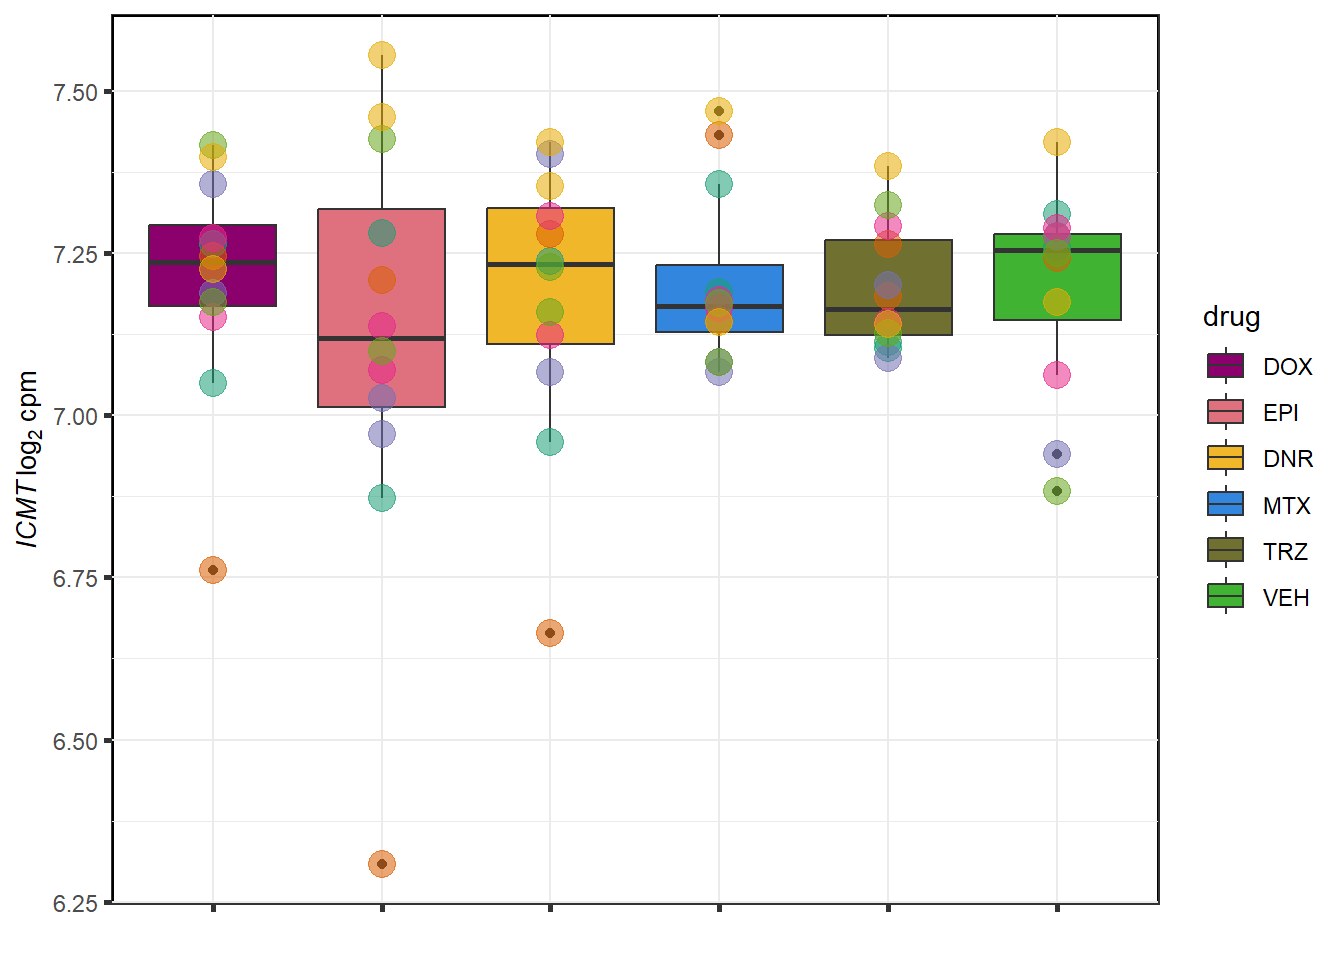 7.50
7.25
7.00
6.75
6.50
6.25
ICMT log₂ cpm
drug
DOX
EPI
DNR
MTX
TRZ
VEH